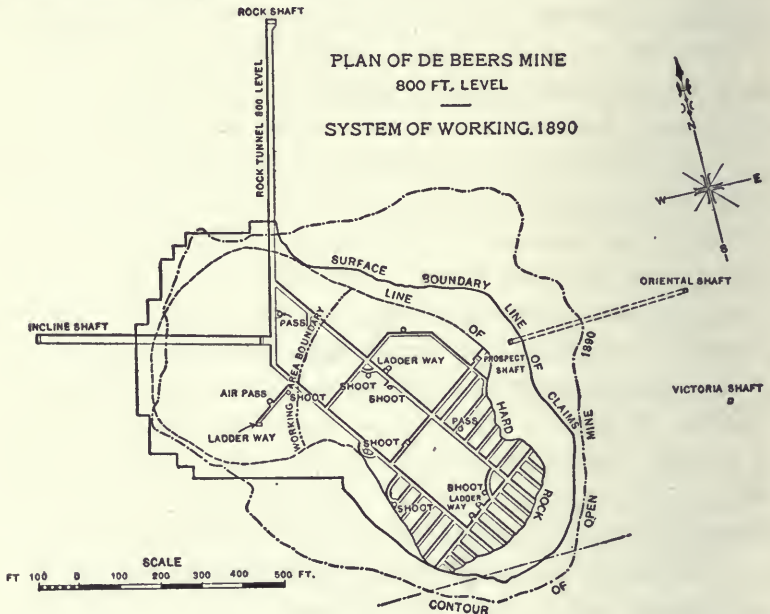 ROCK SHAFT
PLAN OF DE BEERS MINE
800 FT. LEVEL
SYSTEM OF WORKING. 1890
ROCK TUNNEL 800 LEVEL
N
W
E
S
SURFACE BOUNDARY LINE OF CLAIMS
LINE OF HARD ROCK
ORIENTAL SHAFT
INCLINE SHAFT
PASS
WORKING AREA BOUNDARY
LADDER WAY
PROSPECT
SHAFT
SHOOT
SHOOT
AIR PASS
SHOOT
VICTORIA SHAFT
LADDER WAY
PASS
SHOOT
SHOOT
LADDER
WAY
SHOOT
CONTOUR OF OPEN MINE 1890
SCALE
FT 100 0 100 200 300 400 500 FT.